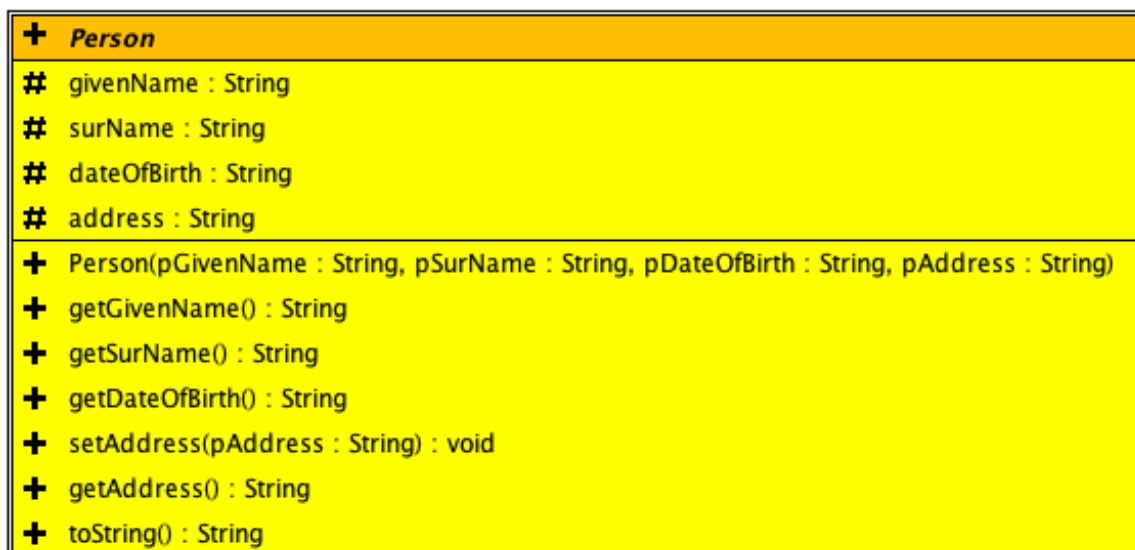 + Person
# givenName : String
# surName : String
# dateOfBirth : String
# address : String
+ Person(pGivenName : String, pSurName : String, pDateOfBirth : String, pAddress : String)
+ getGivenName() : String
+ getSurName() : String
+ getDateOfBirth() : String
+ setAddress(pAddress : String) : void
+ getAddress() : String
+ toString() : String